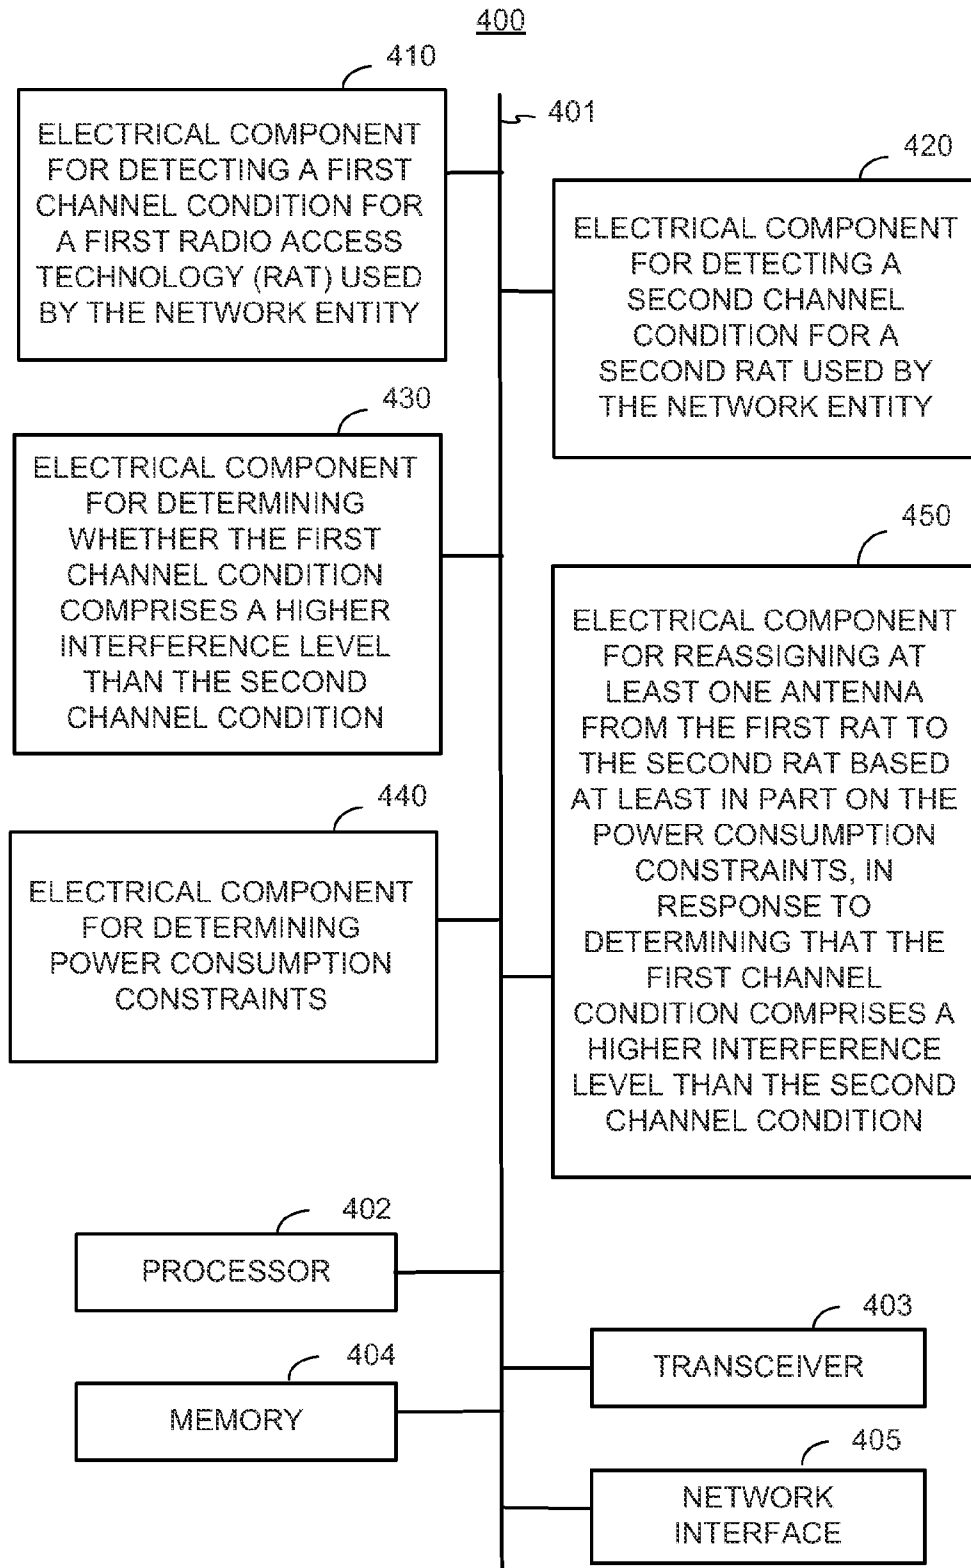 400
410
ELECTRICAL COMPONENT
FOR DETECTING A FIRST
CHANNEL CONDITION FOR
A FIRST RADIO ACCESS
TECHNOLOGY (RAT) USED
BY THE NETWORK ENTITY
401
420
ELECTRICAL COMPONENT
FOR DETECTING A
SECOND CHANNEL
CONDITION FOR A
SECOND RAT USED BY
THE NETWORK ENTITY
430
ELECTRICAL COMPONENT
FOR DETERMINING
WHETHER THE FIRST
CHANNEL CONDITION
COMPRISES A HIGHER
INTERFERENCE LEVEL
THAN THE SECOND
CHANNEL CONDITION
450
ELECTRICAL COMPONENT
FOR REASSIGNING AT
LEAST ONE ANTENNA
FROM THE FIRST RAT TO
THE SECOND RAT BASED
AT LEAST IN PART ON THE
POWER CONSUMPTION
CONSTRAINTS, IN
RESPONSE TO
DETERMINING THAT THE
FIRST CHANNEL
CONDITION COMPRISES A
HIGHER INTERFERENCE
LEVEL THAN THE SECOND
CHANNEL CONDITION
440
ELECTRICAL COMPONENT
FOR DETERMINING
POWER CONSUMPTION
CONSTRAINTS
402
PROCESSOR
403
TRANSCEIVER
404
MEMORY
405
NETWORK
INTERFACE